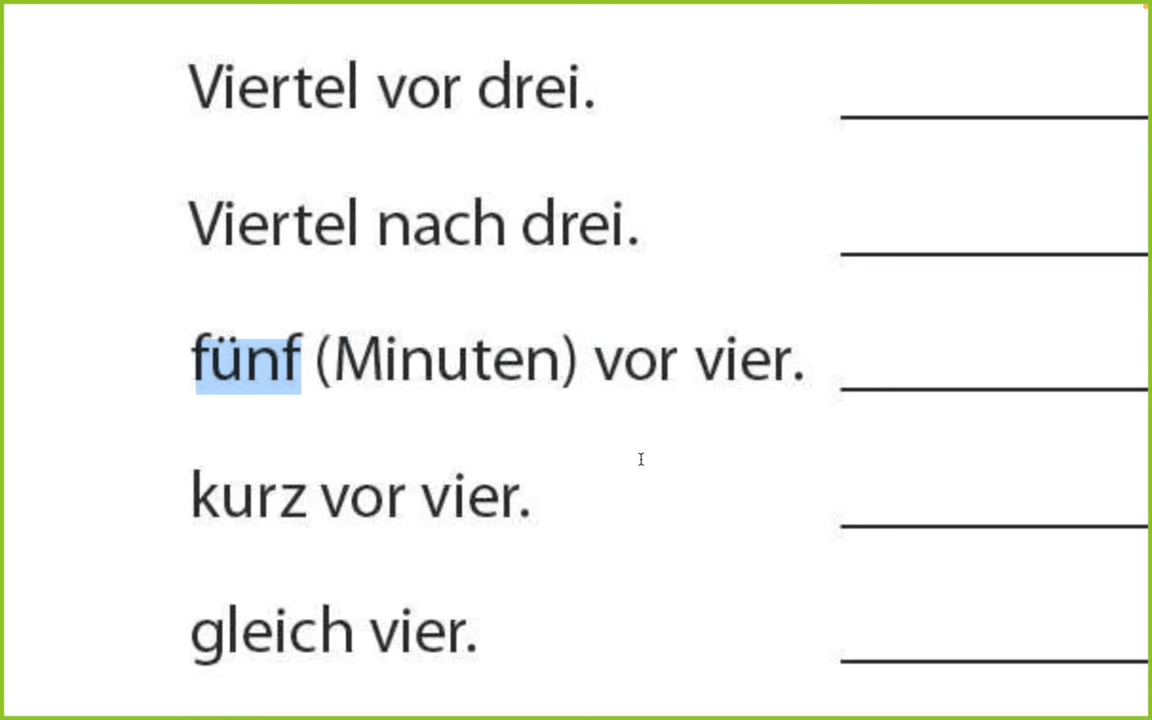 Viertel vor drei.
Viertel nach drei.
fünf (Minuten) vor vier.
kurz vor vier.
gleich vier.